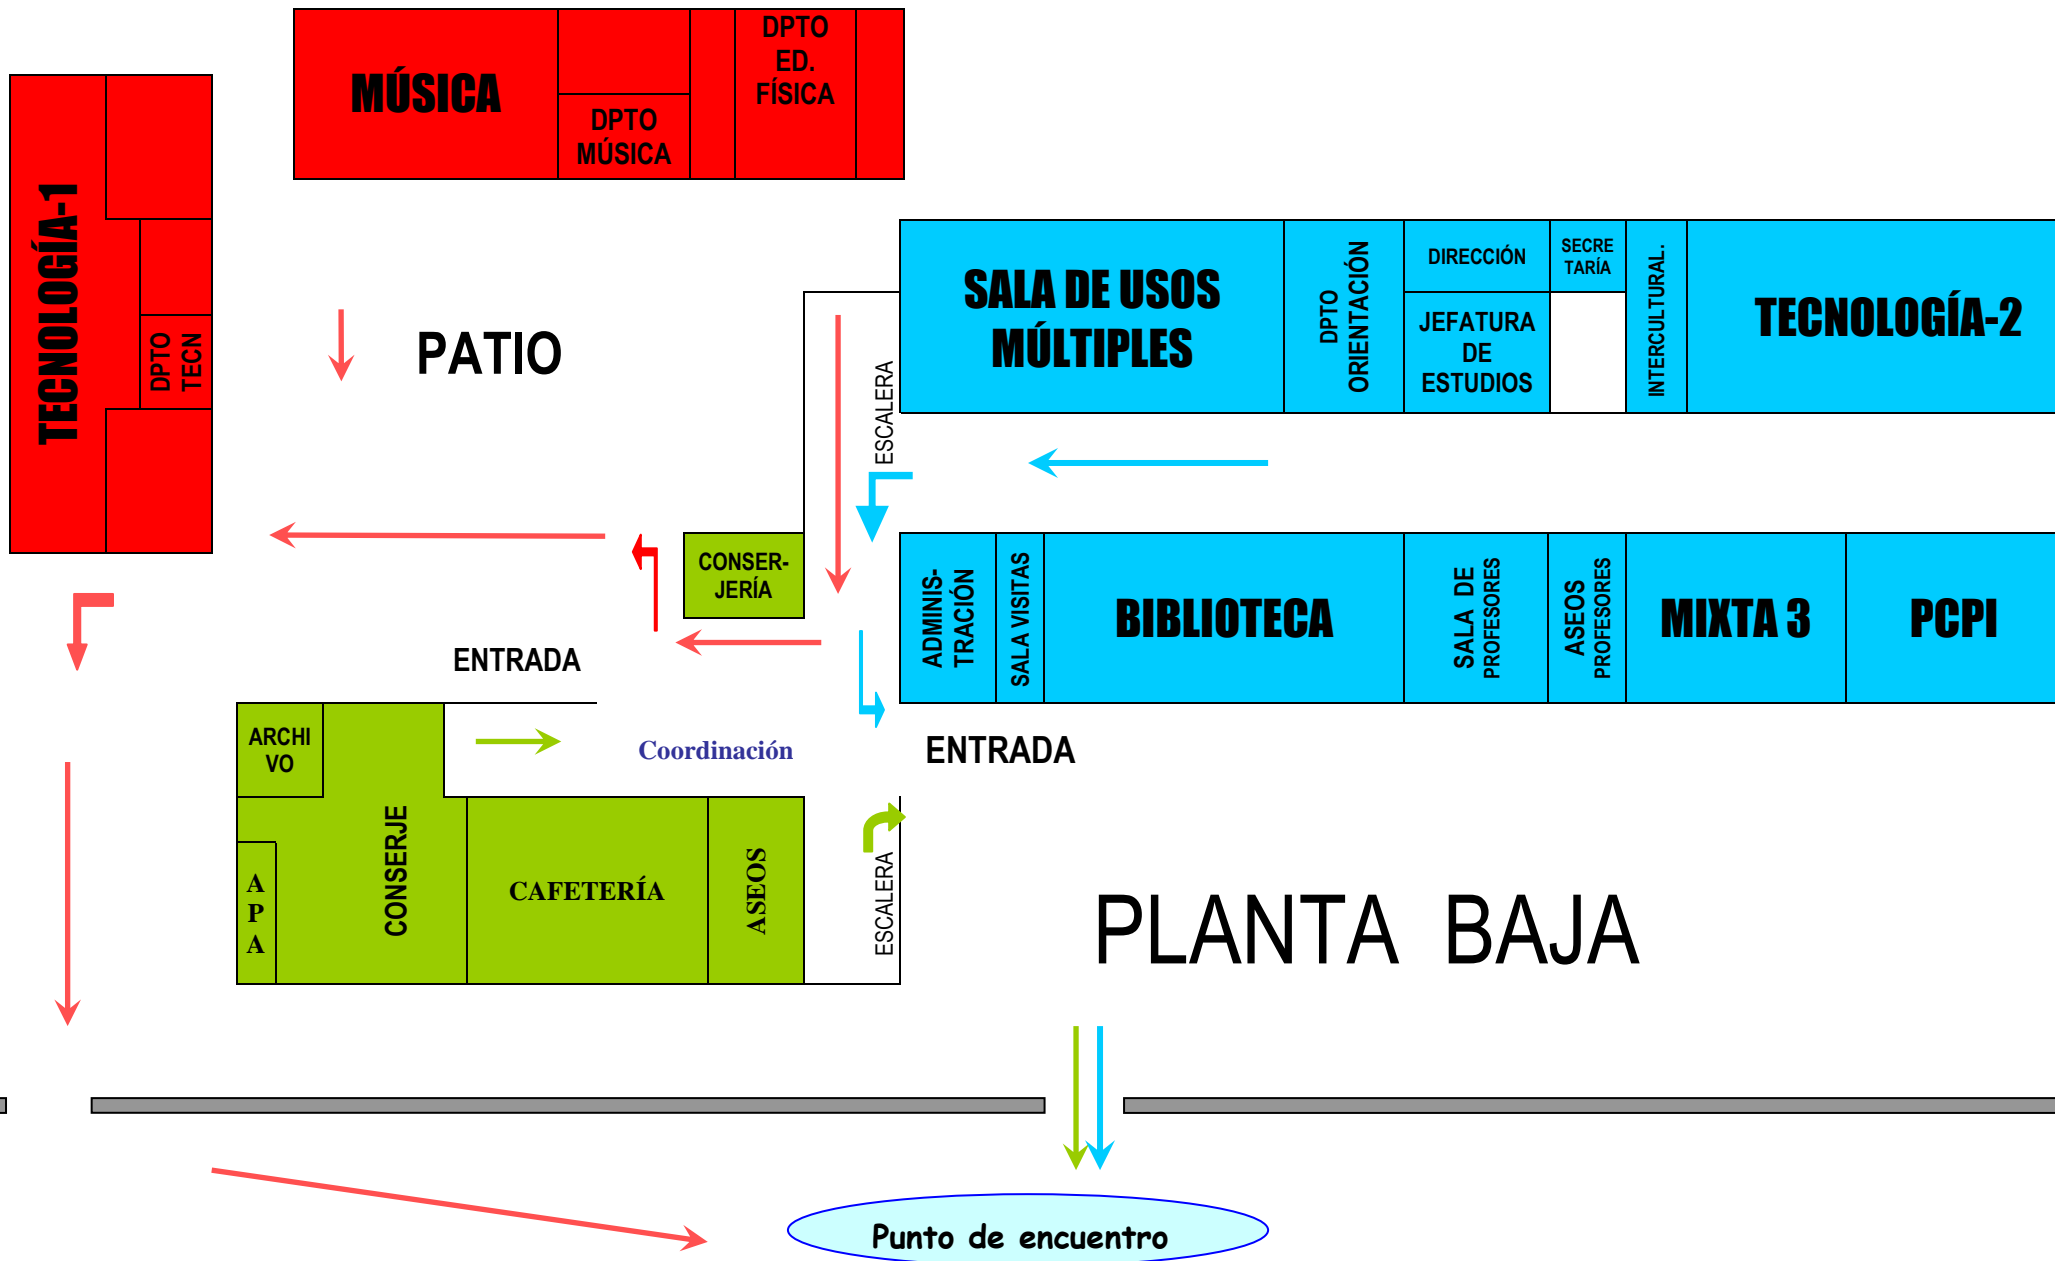 MÚSICA
DPTO
MÚSICA
DPTO
ED.
FÍSICA
TECNOLOGÍA-1
DPTO
TECN
PATIO
ESCALERA
SALA DE USOS
MÚLTIPLES
DPTO
ORIENTACIÓN
DIRECCIÓN
JEFATURA
DE
ESTUDIOS
SECRE
TARÍA
INTERCULTURAL.
TECNOLOGÍA-2
CONSER-
JERÍA
ADMINIS-
TRACIÓN
SALA VISITAS
BIBLIOTECA
SALA DE
PROFESORES
ASEOS
PROFESORES
MIXTA 3
PCPI
ENTRADA
ARCHI
VO
Coordinación
ENTRADA
A
P
A
CONSERJE
CAFETERÍA
ASEOS
ESCALERA
PLANTA BAJA
Punto de encuentro